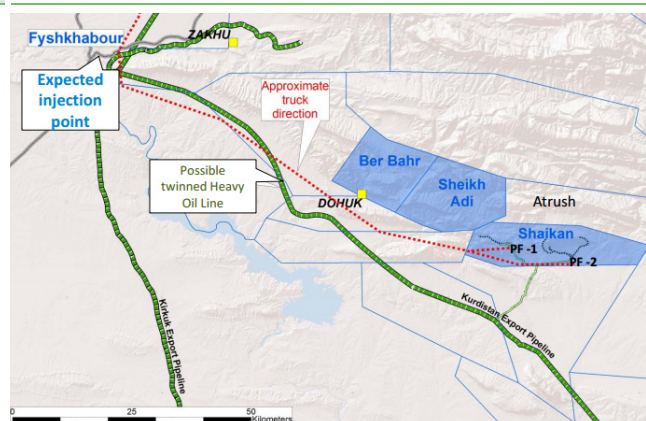 Fyshkhabour
ZAKHU
Expected
injection
point
Approximate
truck
direction
Possible
twinned Heavy
Oil Line
Ber Bahr
Sheikh
Adi
Atrush
DOHUK
Shaikan
PF -1
PF -2
Kirkuk Export Pipeline
Kurdistan Export Pipeline
0 25 50
Kilometers